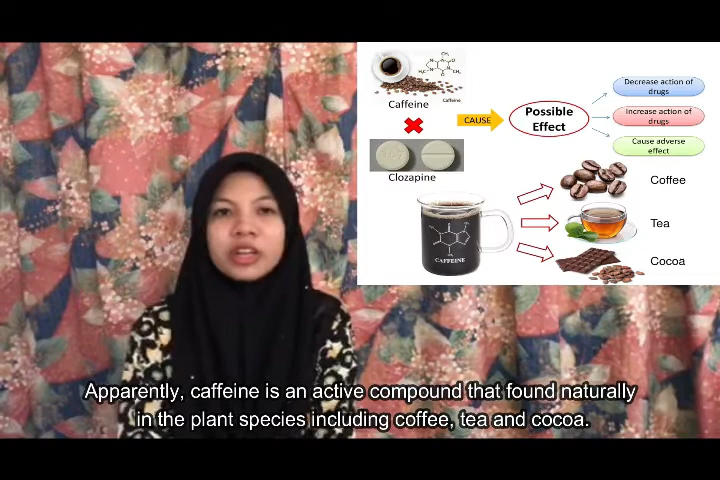 Caffeine
Caffeine
Clozapine
CAUSE
Possible
Effect
Decrease action of
drugs
Increase action of
drugs
Cause adverse
effect
CAFFEINE
Coffee
Tea
Cocoa
Apparently, caffeine is an active compound that found naturally
in the plant species including coffee, tea and cocoa.